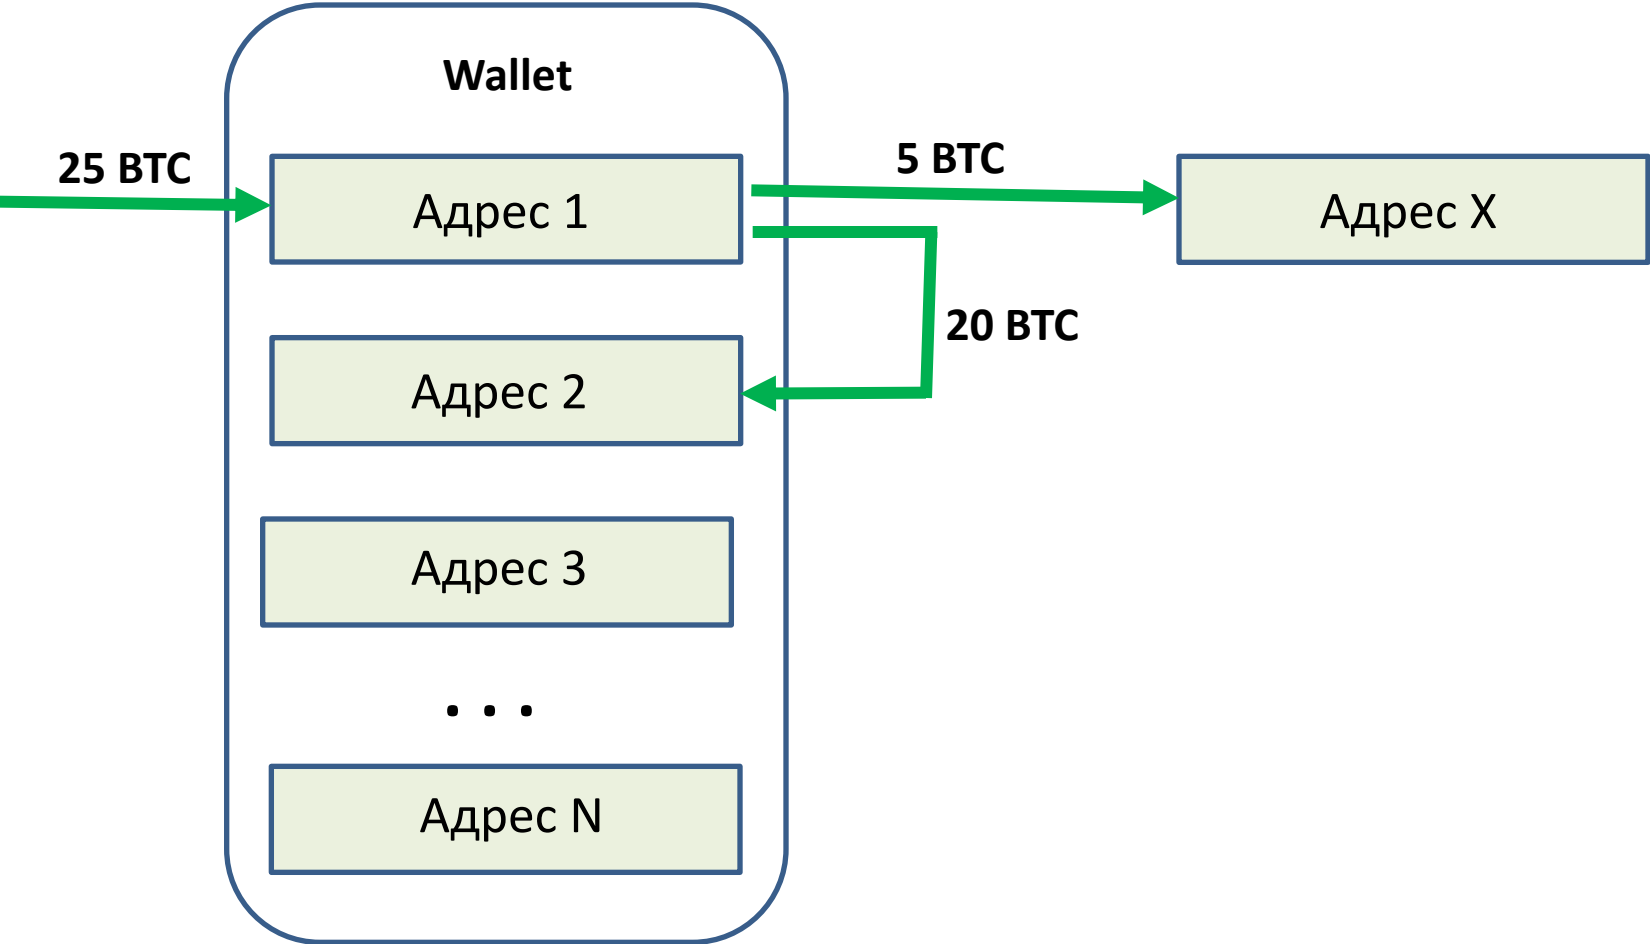 Wallet
25 BTC
Адрес 1
5 BTC
Адрес X
20 BTC
Адрес 2
Адрес 3
. . .
Адрес N